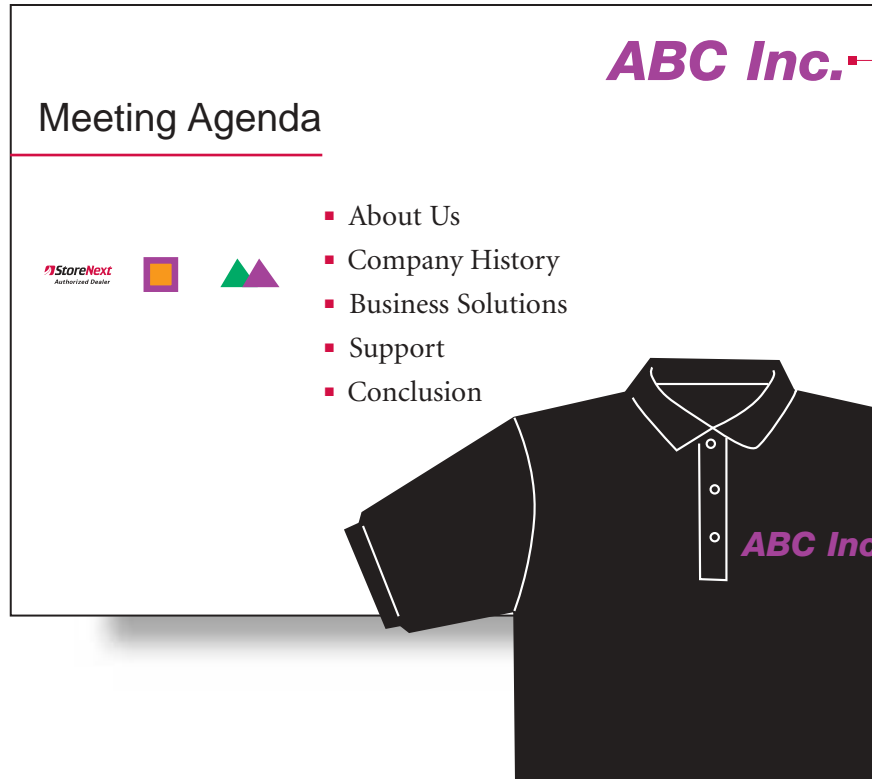 ABC Inc.
Meeting Agenda
About Us
Company History
StoreNext
Authorized Dealer
Business Solutions
Support
Conclusion
ABC Inc